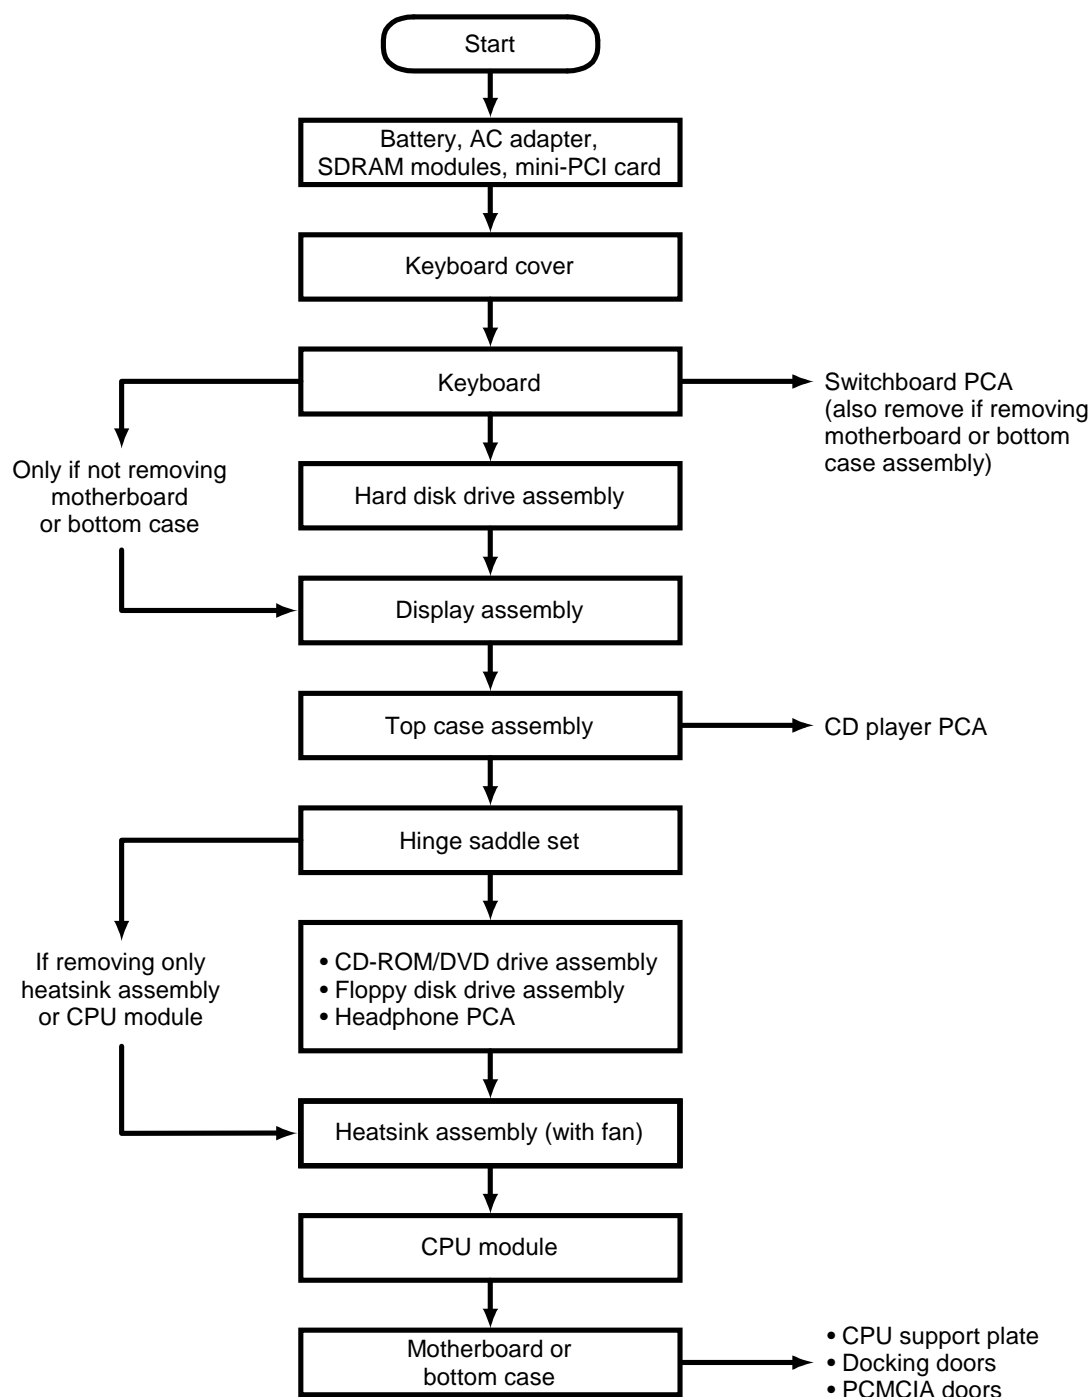 Start
Battery, AC adapter,
SDRAM modules, mini-PCI card
Keyboard cover
Keyboard
Switchboard PCA
(also remove if removing
motherboard or bottom
case assembly)
Only if not removing
motherboard
or bottom case
Hard disk drive assembly
Display assembly
Top case assembly
CD player PCA
Hinge saddle set
If removing only
heatsink assembly
or CPU module
• CD-ROM/DVD drive assembly
• Floppy disk drive assembly
• Headphone PCA
Heatsink assembly (with fan)
CPU module
Motherboard or
bottom case
• CPU support plate
• Docking doors
• PCMCIA doors